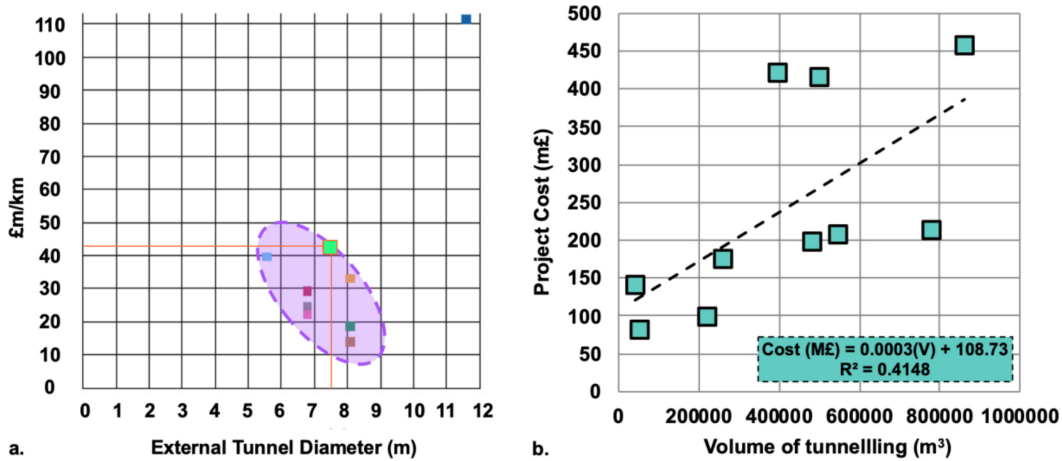 110
100
90
80
70
60
50
40
30
20
10
0
£m/km
0 1 2 3 4 5 6 7 8 9 10 11 12
a. External Tunnel Diameter (m)
500
450
400
350
300
250
200
150
100
50
0
Project Cost (m£)
Cost (M£) = 0.0003(V) + 108.73
R² = 0.4148
0 200000 400000 600000 800000 1000000
b. Volume of tunnellling (m³)